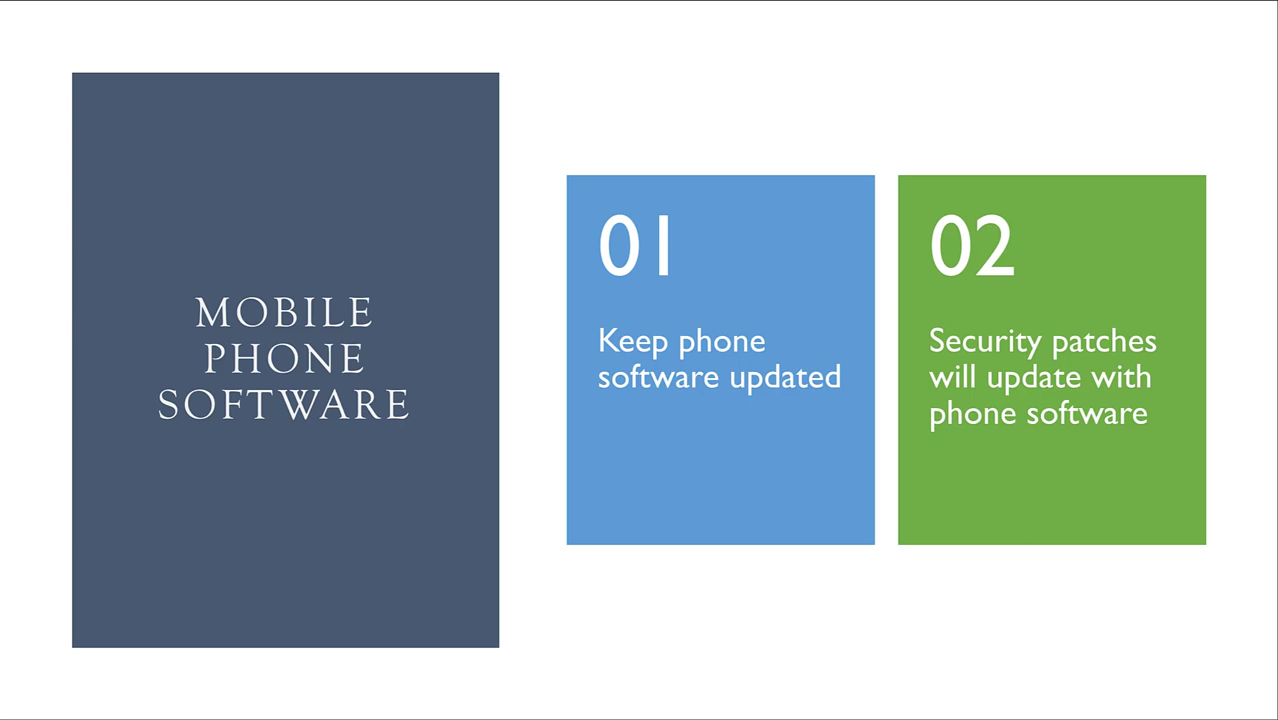 MOBILE
PHONE
SOFTWARE
01
Keep phone
software updated
02
Security patches
will update with
phone software